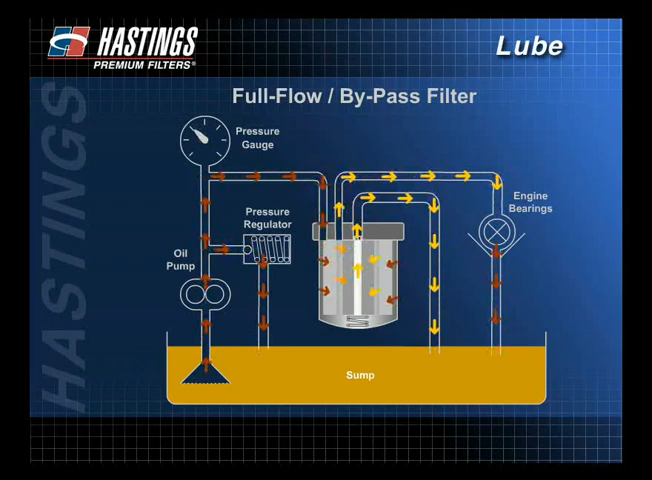 HASTINGS
PREMIUM FILTERS®
Lube
HASTINGS
Full-Flow / By-Pass Filter
Pressure
Gauge
Pressure
Regulator
Oil
Pump
Engine
Bearings
Sump